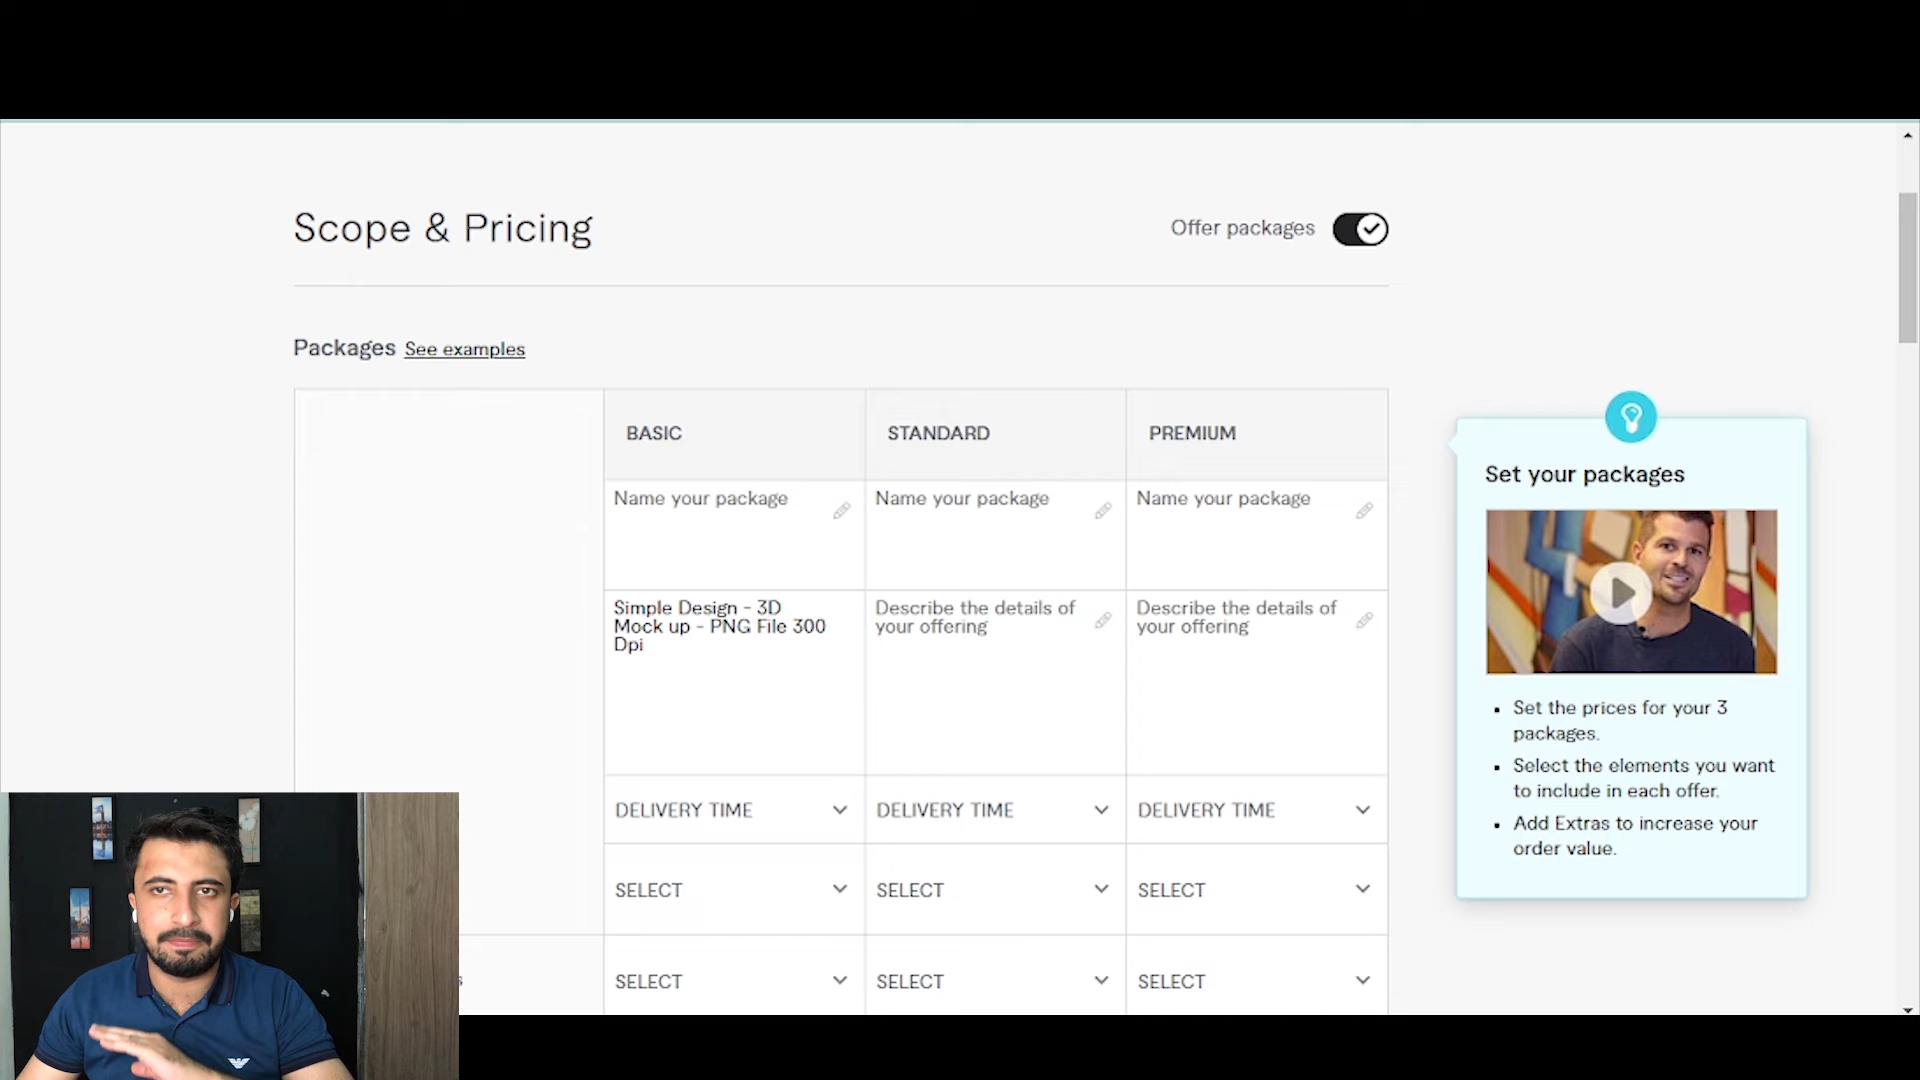 Scope & Pricing
Offer packages
Packages See examples
BASIC
STANDARD
PREMIUM
Name your package
Name your package
Name your package
Simple Design - 3D
Mock up - PNG File 300
Dpi
Describe the details of
your offering
Describe the details of
your offering
DELIVERY TIME
DELIVERY TIME
DELIVERY TIME
SELECT
SELECT
SELECT
SELECT
SELECT
SELECT
Set your packages
Set the prices for your 3
packages.
Select the elements you want
to include in each offer.
Add Extras to increase your
order value.